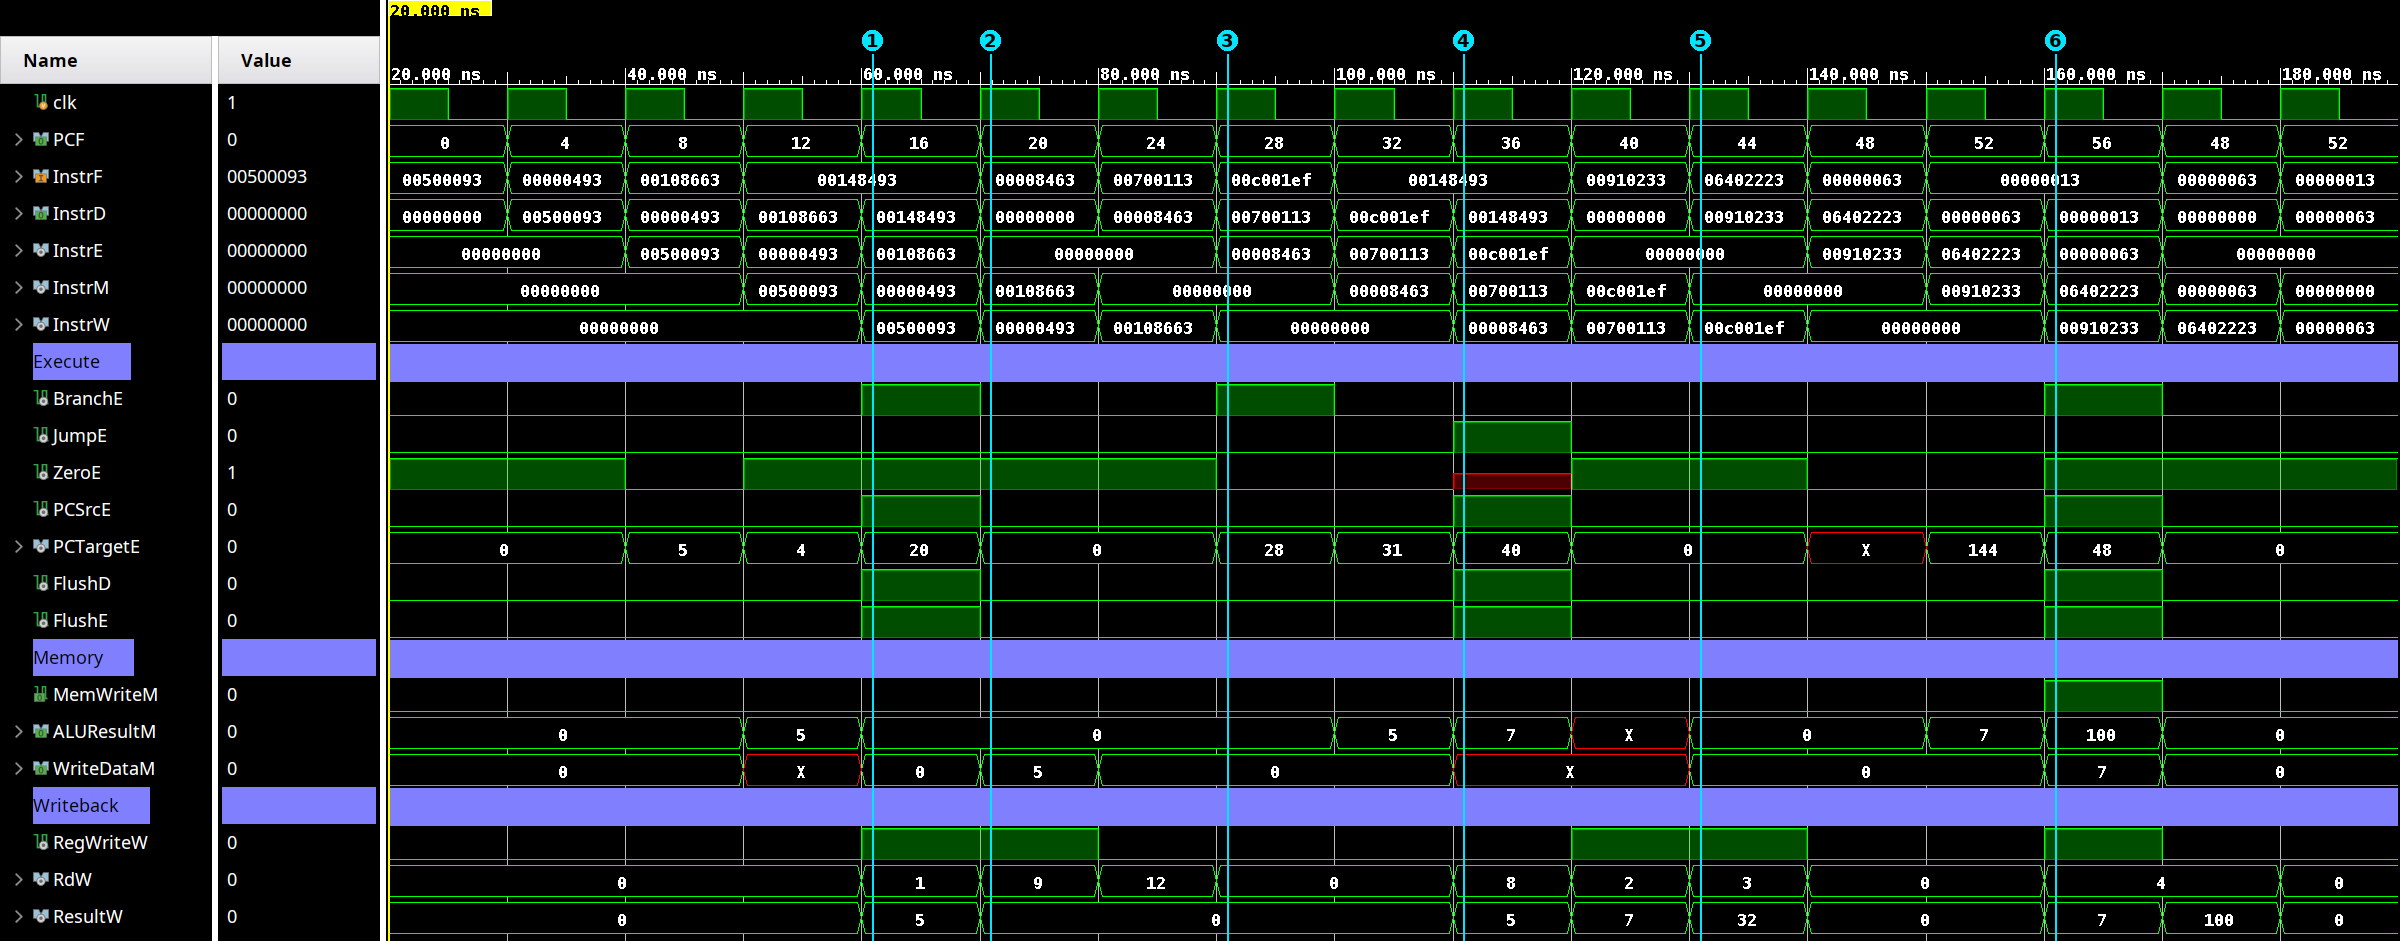 20.000 ns
1 2 3 4 5 6
Name Value
20.000 ns 40.000 ns 60.000 ns 80.000 ns 100.000 ns 120.000 ns 140.000 ns 160.000 ns 180.000 ns
clk 1
PCF 0 0 4 8 12 16 20 24 28 32 36 40 44 48 52 56 48 52
InstrF 00500093 00500093 00000493 00108663 00148493 00008463 00700113 00c001ef 00148493 00910233 06402223 00000063 00000013 00000063 00000013
InstrD 00000000 00000000 00500093 00000493 00108663 00148493 00000000 00008463 00700113 00c001ef 00148493 00000000 00910233 06402223 00000063 00000013 00000000 00000063
InstrE 00000000 00000000 00500093 00000493 00108663 00000000 00008463 00700113 00c001ef 00000000 00910233 06402223 00000063 00000000
InstrM 00000000 00000000 00500093 00000493 00108663 00000000 00008463 00700113 00c001ef 00000000 00910233 06402223 00000063 00000000
InstrW 00000000 00000000 00500093 00000493 00108663 00000000 00008463 00700113 00c001ef 00000000 00910233 06402223 00000063
Execute
BranchE 0
JumpE 0
ZeroE 1
PCSrcE 0
PCTargetE 0 0 5 4 20 0 28 31 40 0 X 144 48 0
FlushD 0
FlushE 0
Memory
MemWriteM 0
ALUResultM 0 0 5 0 5 7 X 0 7 100 0
WriteDataM 0 0 X 0 5 0 X 0 7 0
Writeback
RegWriteW 0
RdW 0 0 1 9 12 0 8 2 3 0 4 0
ResultW 0 0 5 0 5 7 32 0 7 100 0